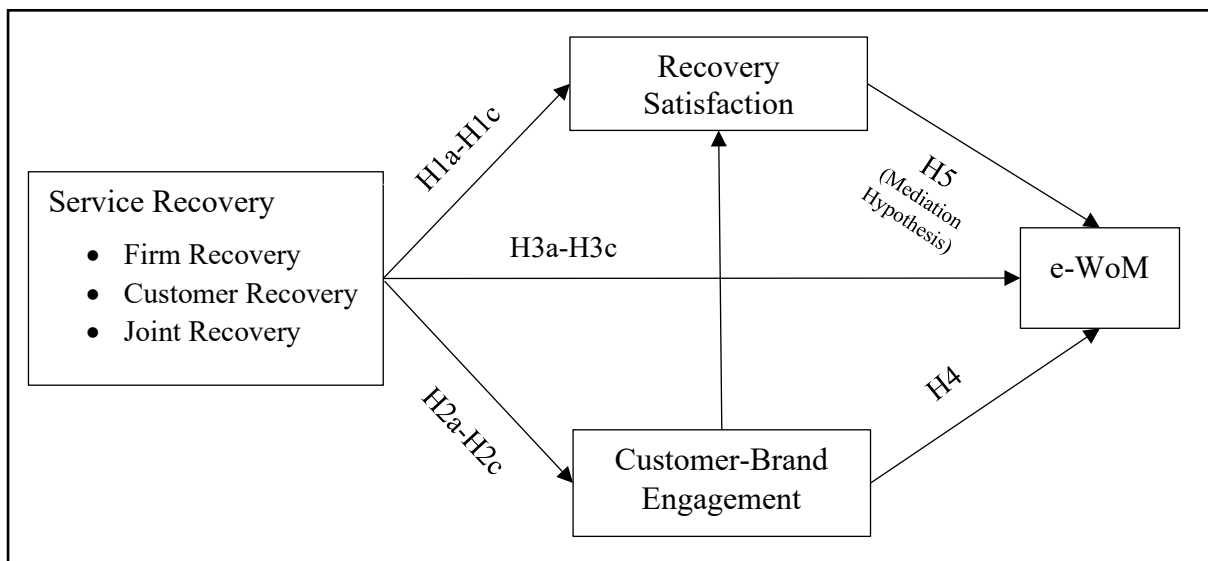 Recovery
Satisfaction
H1a-H1c
H5
(Mediation
Hypothesis)
Service Recovery
• Firm Recovery
• Customer Recovery
• Joint Recovery
H3a-H3c
e-WoM
H2a-H2c
H4
Customer-Brand
Engagement